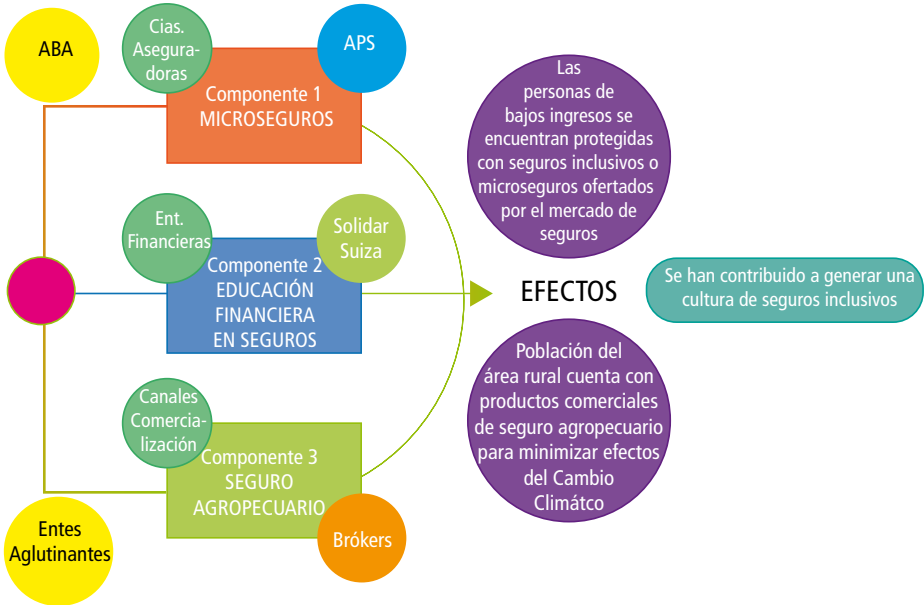 ABA
Cias.
Asegura-
doras
APS
Componente 1
MICROSEGUROS
Las
personas de
bajos ingresos se
encuentran protegidas
con seguros inclusivos o
microseguros ofertados
por el mercado de
seguros
Ent.
Financieras
Solidar
Suiza
Componente 2
EDUCACIÓN
FINANCIERA
EN SEGUROS
EFECTOS
Se han contribuido a generar una
cultura de seguros inclusivos
Canales
Comercia-
lización
Componente 3
SEGURO
AGROPECUARIO
Población del
área rural cuenta con
productos comerciales
de seguro agropecuario
para minimizar efectos
del Cambio
Climátco
Entes
Aglutinantes
Brókers